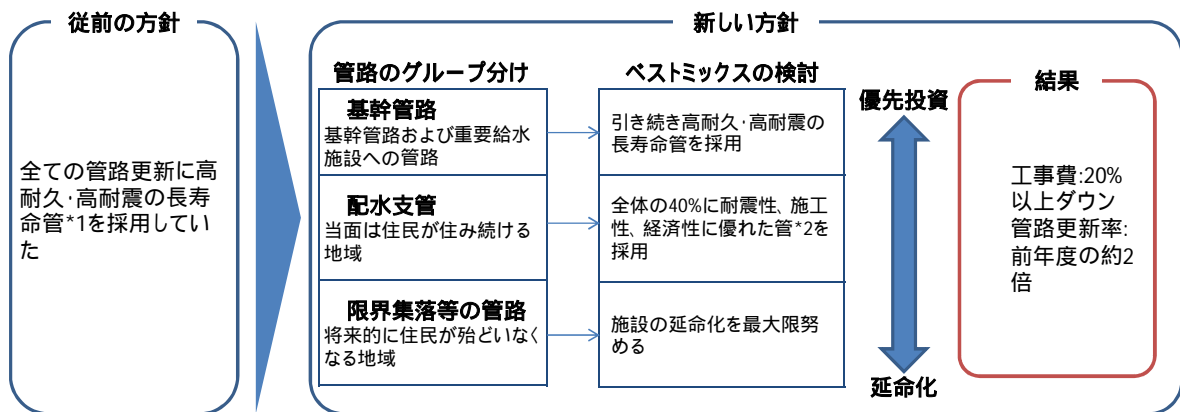 従前の方針
全ての管路更新に高
耐久･高耐震の長寿
命管*1を採用してい
た
新しい方針
管路のグループ分け
基幹管路
基幹管路および重要給水
施設への管路
配水支管
当面は住民が住み続ける
地域
限界集落等の管路
将来的に住民が殆どいなく
なる地域
ベストミックスの検討
引き続き高耐久･高耐震の
長寿命管を採用
全体の40%に耐震性、施工
性、経済性に優れた管*2を
採用
施設の延命化を最大限努
める
優先投資
延命化
結果
工事費:20%
以上ダウン
管路更新率:
前年度の約2
倍